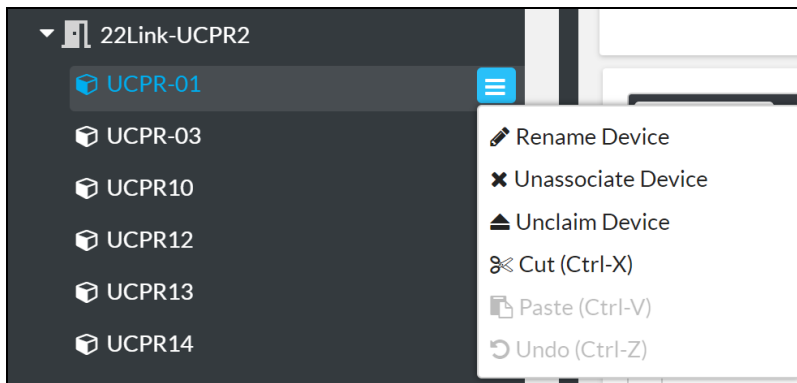 22Link-UCPR2
UCPR-01
UCPR-03
UCPR10
UCPR12
UCPR13
UCPR14
Rename Device
Unassociate Device
Unclaim Device
Cut (Ctrl-X)
Paste (Ctrl-V)
Undo (Ctrl-Z)